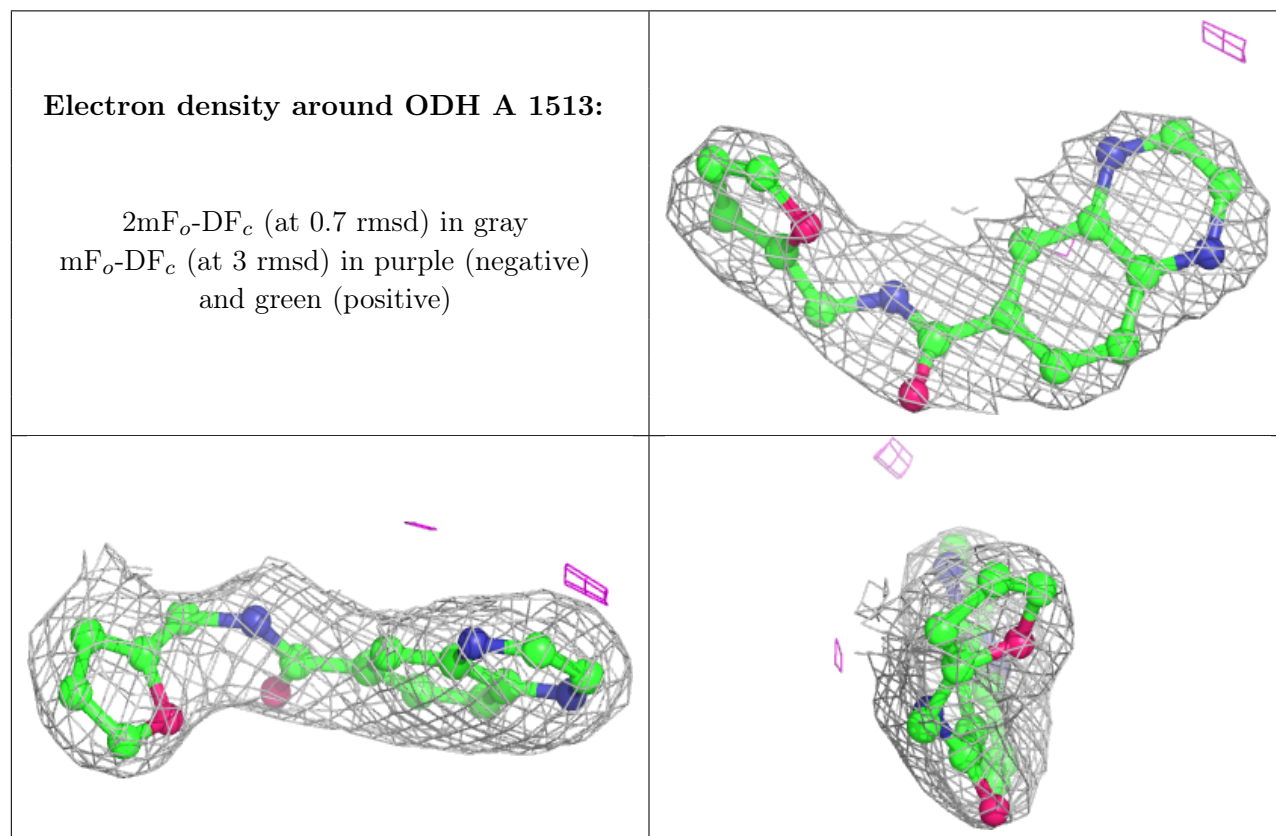 Electron density around ODH A 1513:
2mFo-DFc (at 0.7 rmsd) in gray
mFo-DFc (at 3 rmsd) in purple (negative)
and green (positive)